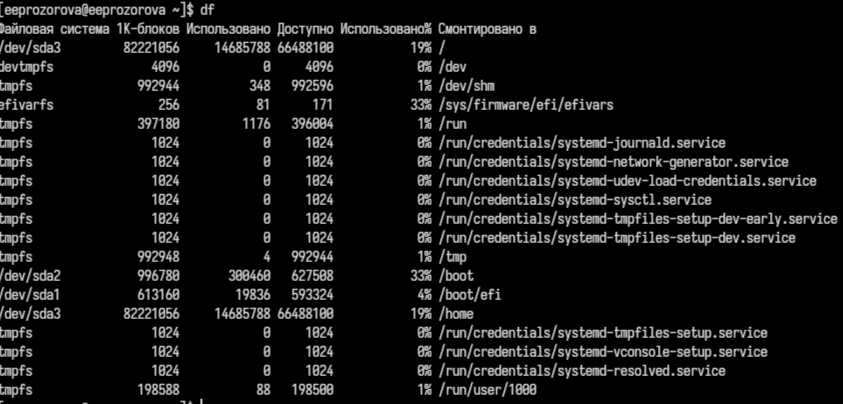 [eeprozorova@eeprozorova ~]$ df
Файловая система 1K-блоков Использовано Доступно Использовано% Смонтировано в
/dev/sda3 82221056 14685788 66488100 19% /
devtmpfs 4096 0 4096 0% /dev
tmpfs 992944 348 992596 1% /dev/shm
efivarfs 256 81 171 33% /sys/firmware/efi/efivars
tmpfs 397180 1176 396004 1% /run
tmpfs 1024 0 1024 0% /run/credentials/systemd-journald.service
tmpfs 1024 0 1024 0% /run/credentials/systemd-network-generator.service
tmpfs 1024 0 1024 0% /run/credentials/systemd-udev-load-credentials.service
tmpfs 1024 0 1024 0% /run/credentials/systemd-sysctl.service
tmpfs 1024 0 1024 0% /run/credentials/systemd-tmpfiles-setup-dev-early.service
tmpfs 1024 0 1024 0% /run/credentials/systemd-tmpfiles-setup-dev.service
tmpfs 992948 4 992944 1% /tmp
/dev/sda2 996780 300460 627508 33% /boot
/dev/sda1 613160 19836 593324 4% /boot/efi
/dev/sda3 82221056 14685788 66488100 19% /home
tmpfs 1024 0 1024 0% /run/credentials/systemd-tmpfiles-setup.service
tmpfs 1024 0 1024 0% /run/credentials/systemd-vconsole-setup.service
tmpfs 1024 0 1024 0% /run/credentials/systemd-resolved.service
tmpfs 198588 88 198500 1% /run/user/1000